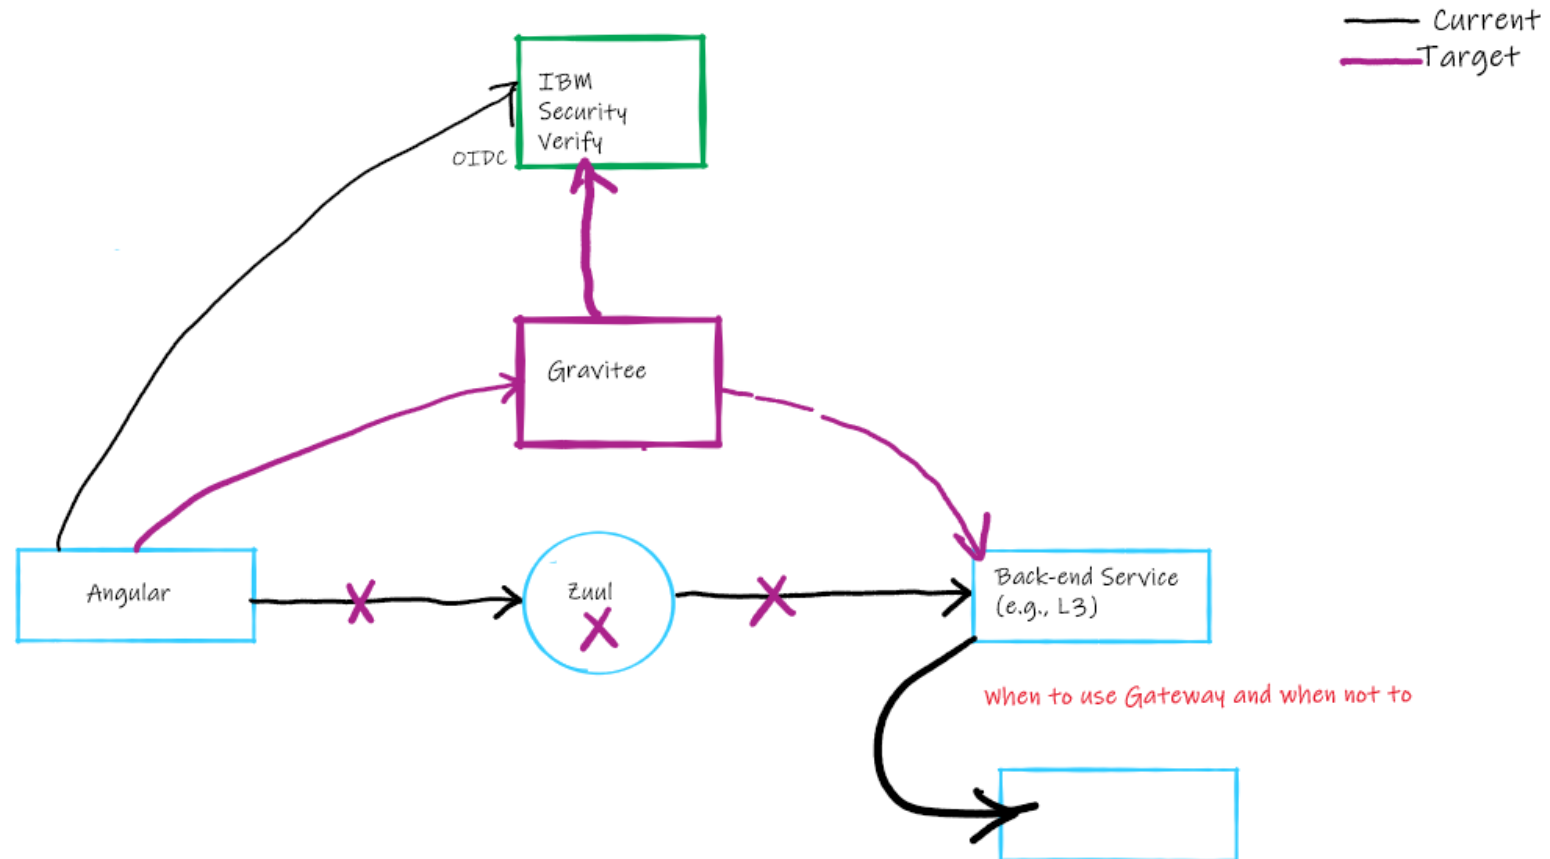 Current
Target
IBM
Security
Verify
OIDC
Gravitee
Angular
Zuul
Back-end Service
(e.g., L3)
When to use Gateway and when not to